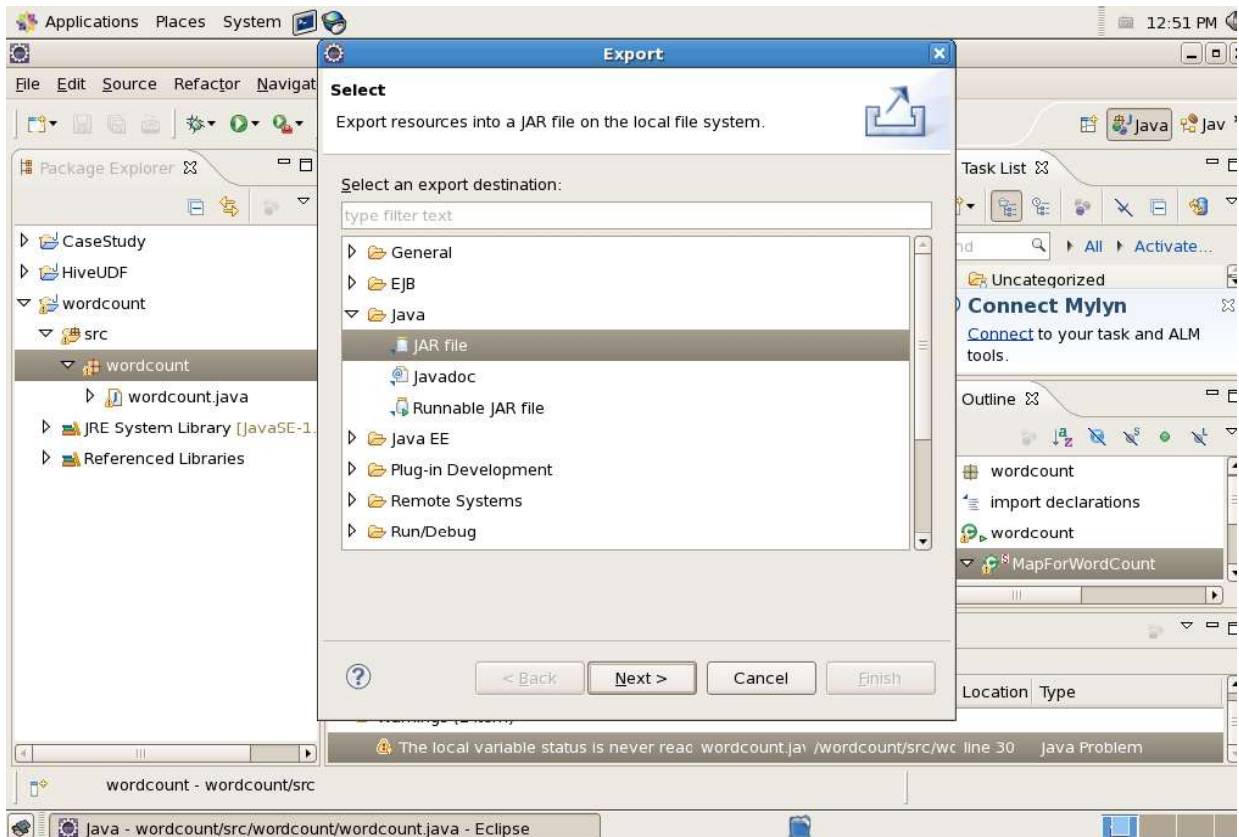 Applications Places System
12:51 PM
Export
File Edit Source Refactor Navigat
Select
Export resources into a JAR file on the local file system.
Java
Jav
Package Explorer
Select an export destination:
type filter text
CaseStudy
HiveUDF
wordcount
src
wordcount
wordcount.java
JRE System Library [JavaSE-1.
Referenced Libraries
General
EJB
Java
JAR file
Javadoc
Runnable JAR file
Java EE
Plug-in Development
Remote Systems
Run/Debug
< Back
Next >
Cancel
Finish
Task List
All
Activate...
Uncategorized
Connect Mylyn
Connect to your task and ALM
tools.
Outline
wordcount
import declarations
wordcount
MapForWordCount
Location Type
The local variable status is never read wordcount.jav /wordcount/src/wc line 30 Java Problem
wordcount - wordcount/src
Java - wordcount/src/wordcount/wordcount.java - Eclipse